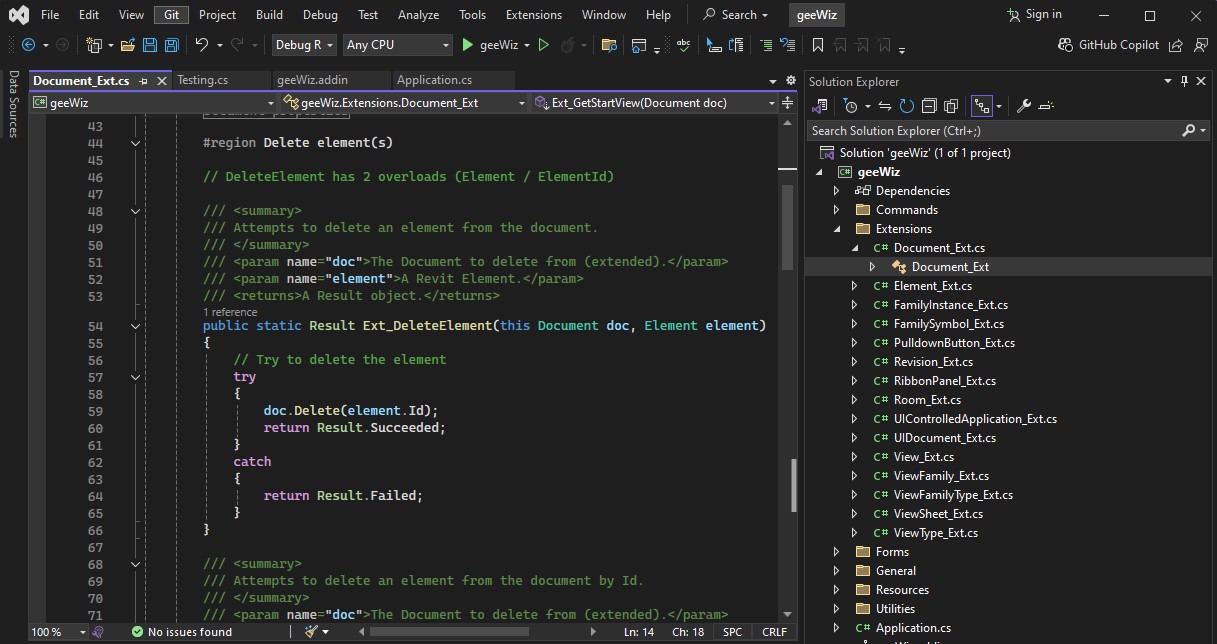 File Edit View Git Project Build Debug Test Analyze Tools Extensions Window Help Search geeWiz Sign in
Debug R Any CPU geeWiz abc GitHub Copilot
Data Sources
Document_Ext.cs Testing.cs geeWiz.addin Application.cs
C# geeWiz geeWiz.Extensions.Document_Ext Ext_GetStartView(Document doc)
43
44 #region Delete element(s)
45
46 // DeleteElement has 2 overloads (Element / ElementId)
47
48 /// <summary>
49 /// Attempts to delete an element from the document.
50 /// </summary>
51 /// <param name="doc">The Document to delete from (extended).</param>
52 /// <param name="element">A Revit Element.</param>
53 /// <returns>A Result object.</returns>
1 reference
54 public static Result Ext_DeleteElement(this Document doc, Element element)
55 {
56 // Try to delete the element
57 try
58 {
59 doc.Delete(element.Id);
60 return Result.Succeeded;
61 }
62 catch
63 {
64 return Result.Failed;
65 }
66 }
67
68 /// <summary>
69 /// Attempts to delete an element from the document by Id.
70 /// </summary>
71 /// <param name="doc">The Document to delete from (extended).</param>
100 % No issues found Ln: 14 Ch: 18 SPC CRLF
Solution Explorer
Search Solution Explorer (Ctrl+;)
Solution 'geeWiz' (1 of 1 project)
C# geeWiz
Dependencies
Commands
Extensions
C# Document_Ext.cs
Document_Ext
C# Element_Ext.cs
C# FamilyInstance_Ext.cs
C# FamilySymbol_Ext.cs
C# PulldownButton_Ext.cs
C# Revision_Ext.cs
C# RibbonPanel_Ext.cs
C# Room_Ext.cs
C# UIControlledApplication_Ext.cs
C# UIDocument_Ext.cs
C# View_Ext.cs
C# ViewFamily_Ext.cs
C# ViewFamilyType_Ext.cs
C# ViewSheet_Ext.cs
C# ViewType_Ext.cs
Forms
General
Resources
Utilities
C# Application.cs